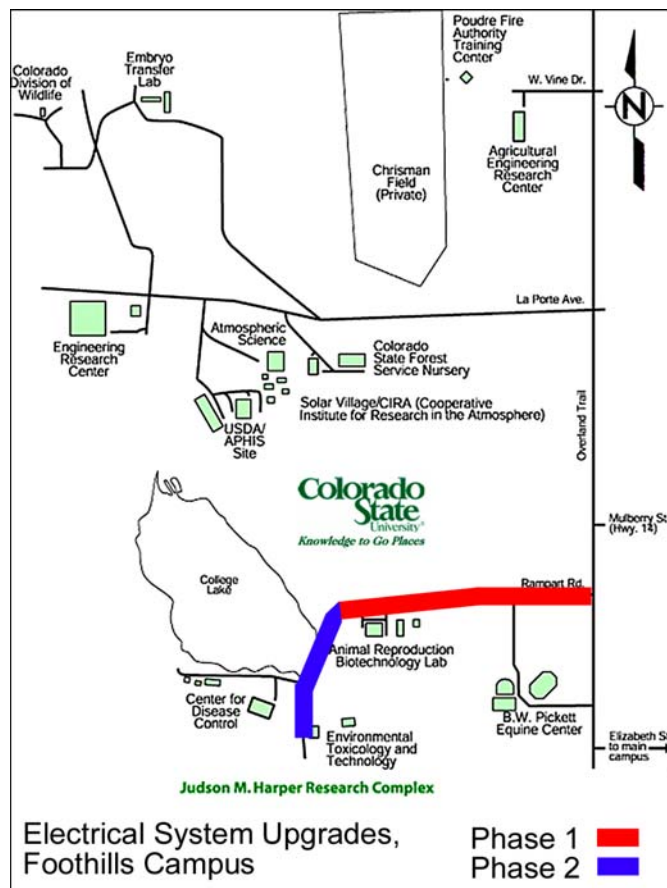 Poudre Fire
Authority
Training
Center
Embryo
Transfer
Lab
Colorado
Division of
Wildlife
W. Vine Dr.
N
Agricultural
Engineering
Research
Center
Chrisman
Field
(Private)
La Porte Ave.
Engineering
Research
Center
Atmospheric
Science
Colorado
State Forest
Service Nursery
Solar Village/CIRA (Cooperative
Institute for Research in the Atmosphere)
USDA/
APHIS
Site
Overland Trail
Colorado
State
University®
Knowledge to Go Places
Mulberry St
(Hwy. 14)
College
Lake
Rampart Rd.
Animal Reproduction
Biotechnology Lab
Center for
Disease
Control
B.W. Pickett
Equine Center
Environmental
Toxicology and
Technology
Elizabeth S
to main
campus
Judson M. Harper Research Complex
Electrical System Upgrades,
Foothills Campus
Phase 1
Phase 2